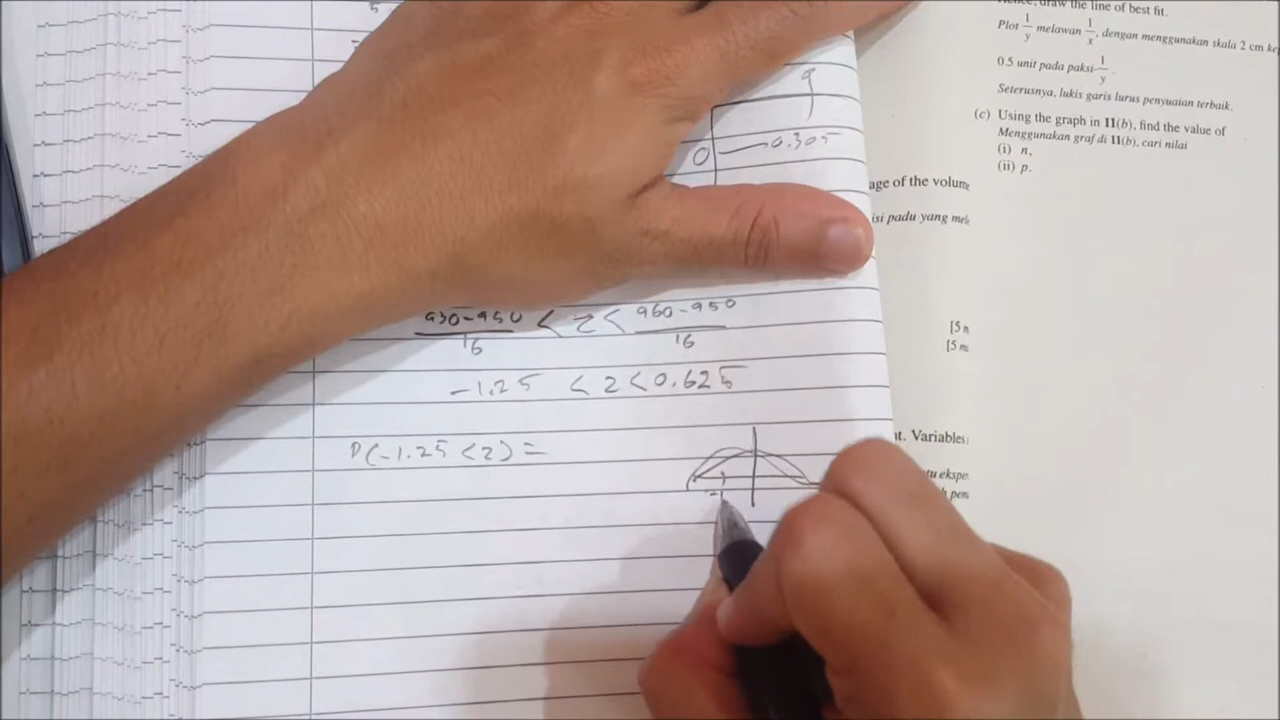 Hence, draw the line of best fit.
Plot 1/y melawan 1/x, dengan menggunakan skala 2 cm
0.5 unit pada paksi-1/y.
Seterusnya, lukis garis lurus penyuaian terbaik.
(c) Using the graph in 11(b), find the value of
Menggunakan graf di 11(b), cari nilai
(i) n,
(ii) p.
9
0 0.305
age of the volume
isi padu yang
(930-950)/16 < z < (960-950)/16
-1.25 < z < 0.625
[5
[5
P(-1.25 < z) =
nt. Variables
-1